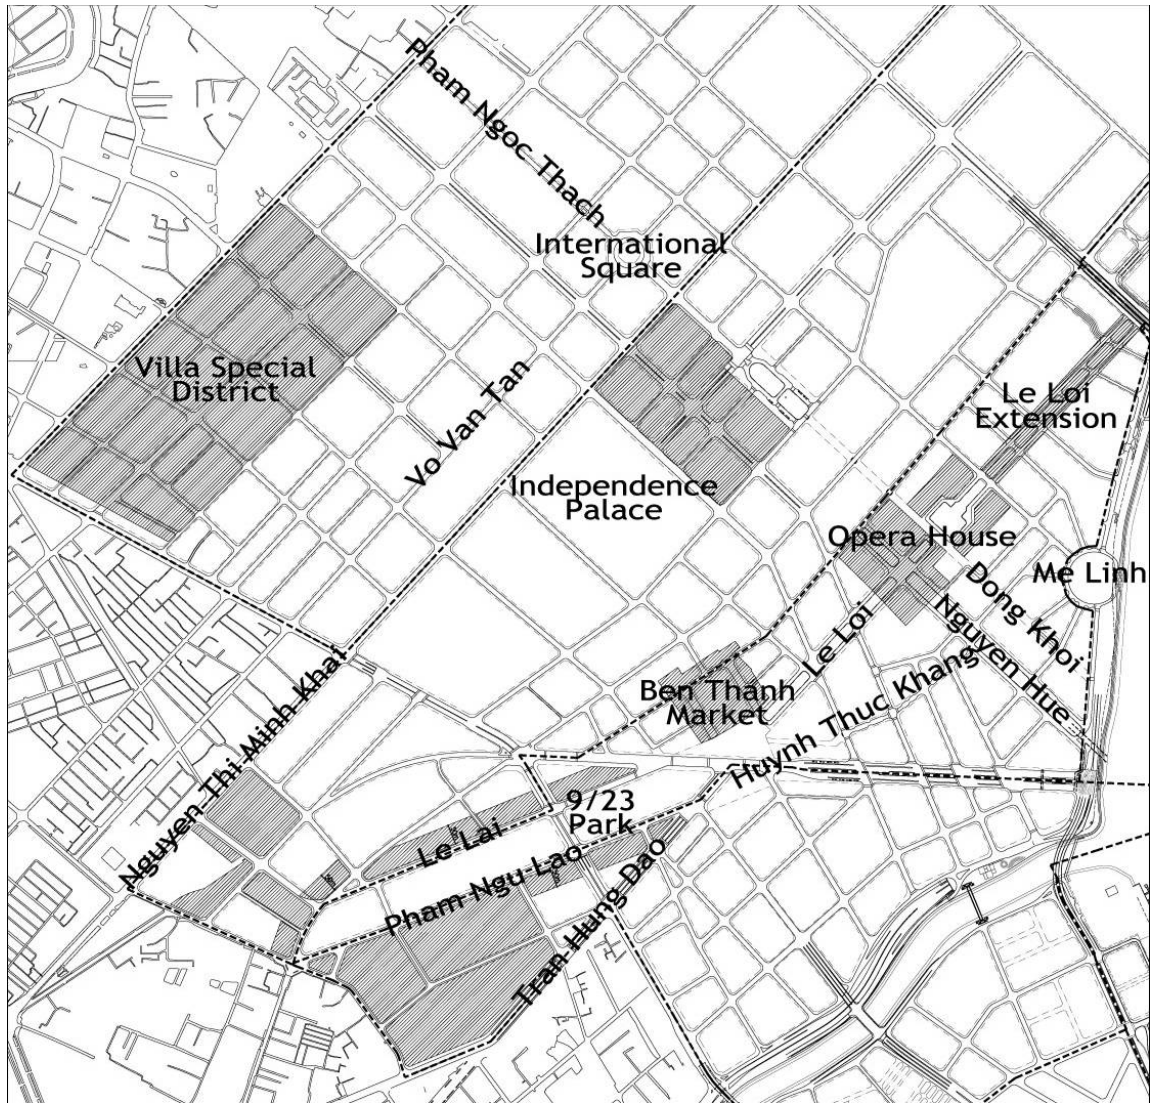 Pham Ngoc Thach
International
Square
Villa Special
District
Vo Van Tan
Le Loi
Extension
Independence
Palace
Opera House
Me Linh
Dong Khoi
Nguyen Hue
Le Loi
Ben Thanh
Market
Huynh Thuc Khang
Nguyen Thi Minh Khai
9/23
Park
Le Lai
Pham Ngu Lao
Tran Hung Dao